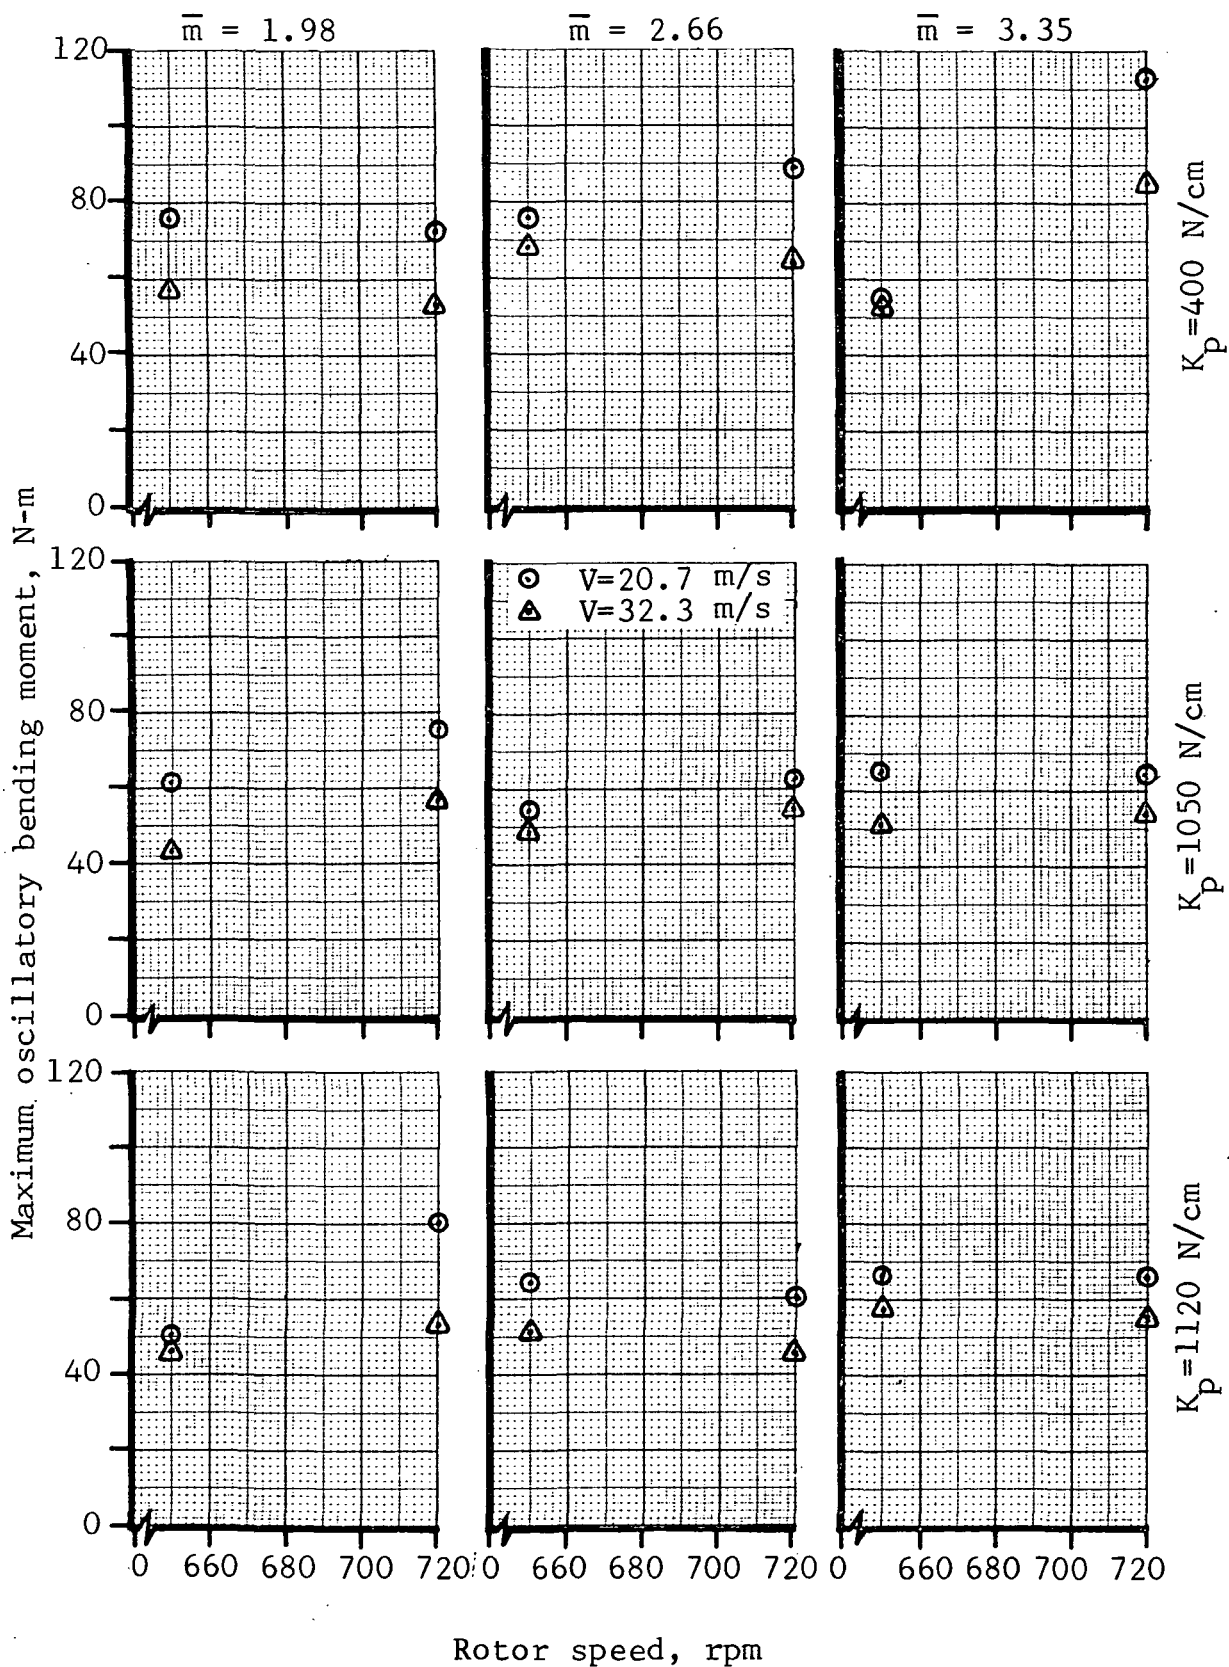 m̅ = 1.98
m̅ = 2.66
m̅ = 3.35
120
80
40
0
K_p=400 N/cm
Maximum oscillatory bending moment, N-m
120
80
40
0
V=20.7 m/s
V=32.3 m/s
K_p=1050 N/cm
120
80
40
0
K_p=1120 N/cm
0 660 700 720
0 660 680 700 720
0 660 680 700 720
Rotor speed, rpm